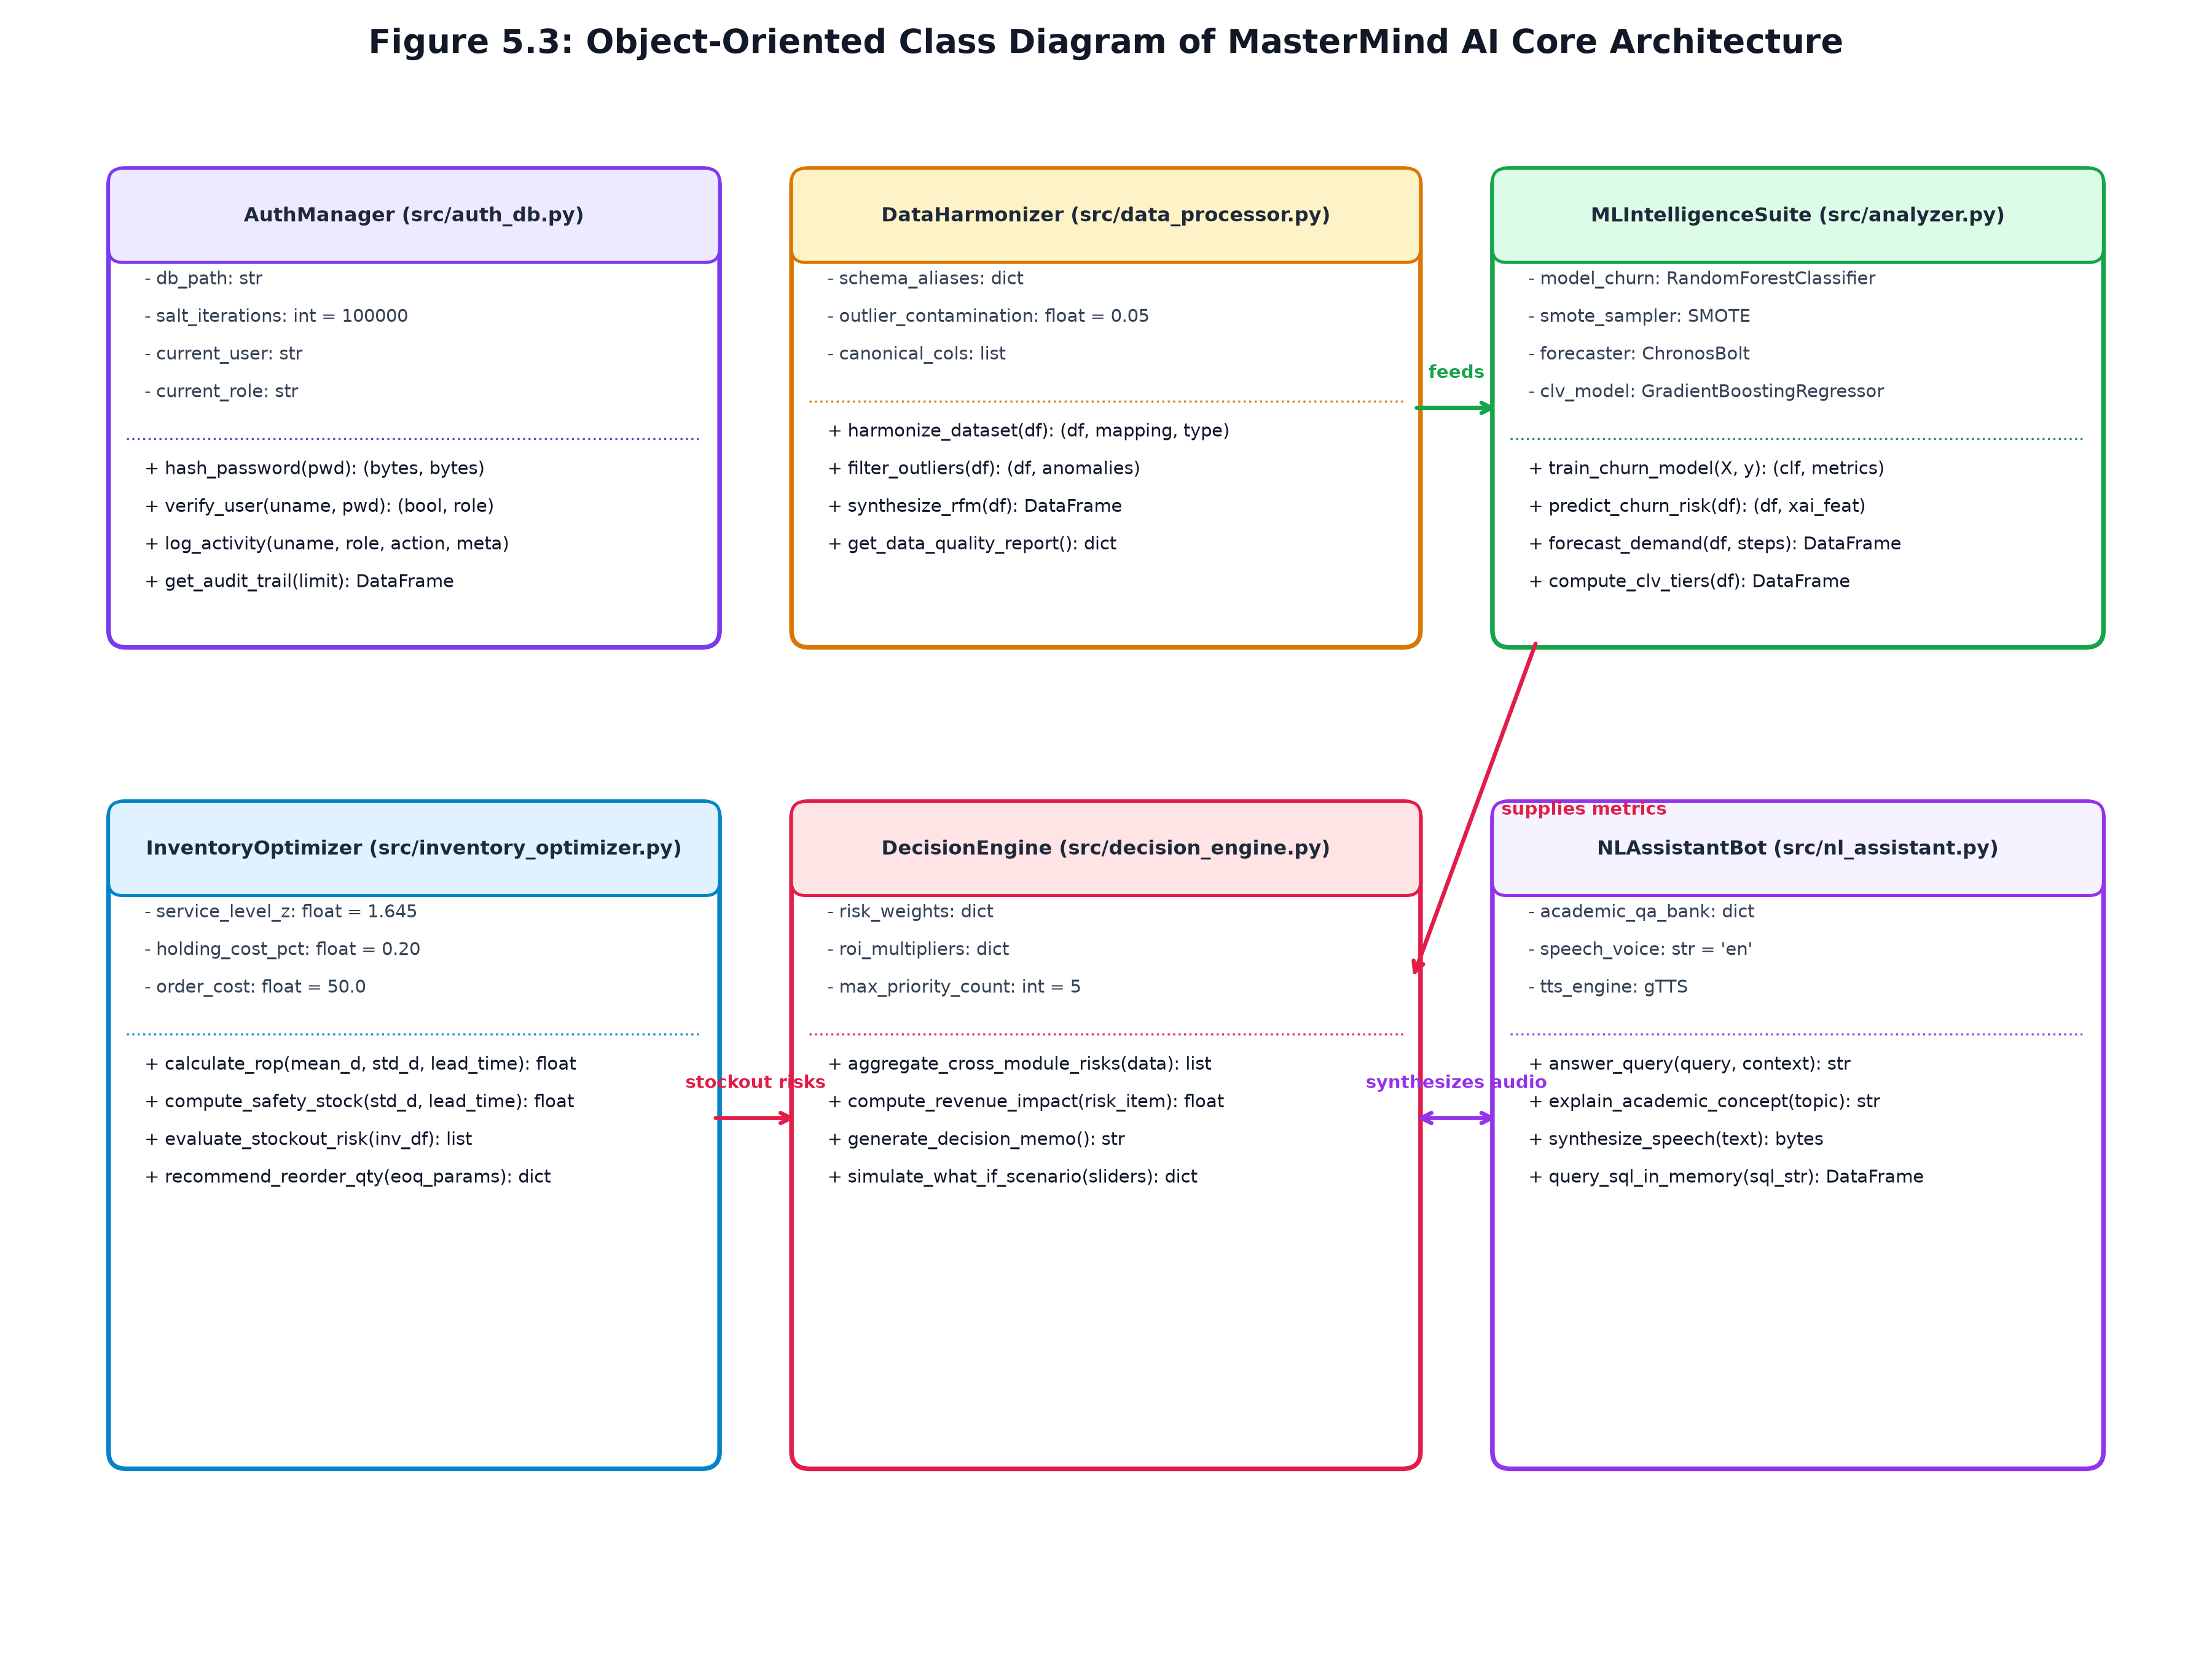 Figure 5.3: Object-Oriented Class Diagram of MasterMind AI Core Architecture
AuthManager (src/auth_db.py)
- db_path: str
- salt_iterations: int = 100000
- current_user: str
- current_role: str
+ hash_password(pwd): (bytes, bytes)
+ verify_user(uname, pwd): (bool, role)
+ log_activity(uname, role, action, meta)
+ get_audit_trail(limit): DataFrame
DataHarmonizer (src/data_processor.py)
- schema_aliases: dict
- outlier_contamination: float = 0.05
- canonical_cols: list
+ harmonize_dataset(df): (df, mapping, type)
+ filter_outliers(df): (df, anomalies)
+ synthesize_rfm(df): DataFrame
+ get_data_quality_report(): dict
feeds
MLIntelligenceSuite (src/analyzer.py)
- model_churn: RandomForestClassifier
- smote_sampler: SMOTE
- forecaster: ChronosBolt
- clv_model: GradientBoostingRegressor
+ train_churn_model(X, y): (clf, metrics)
+ predict_churn_risk(df): (df, xai_feat)
+ forecast_demand(df, steps): DataFrame
+ compute_clv_tiers(df): DataFrame
supplies metrics
InventoryOptimizer (src/inventory_optimizer.py)
- service_level_z: float = 1.645
- holding_cost_pct: float = 0.20
- order_cost: float = 50.0
+ calculate_rop(mean_d, std_d, lead_time): float
+ compute_safety_stock(std_d, lead_time): float
+ evaluate_stockout_risk(inv_df): list
+ recommend_reorder_qty(eoq_params): dict
stockout risks
DecisionEngine (src/decision_engine.py)
- risk_weights: dict
- roi_multipliers: dict
- max_priority_count: int = 5
+ aggregate_cross_module_risks(data): list
+ compute_revenue_impact(risk_item): float
+ generate_decision_memo(): str
+ simulate_what_if_scenario(sliders): dict
synthesizes audio
NLAssistantBot (src/nl_assistant.py)
- academic_qa_bank: dict
- speech_voice: str = 'en'
- tts_engine: gTTS
+ answer_query(query, context): str
+ explain_academic_concept(topic): str
+ synthesize_speech(text): bytes
+ query_sql_in_memory(sql_str): DataFrame